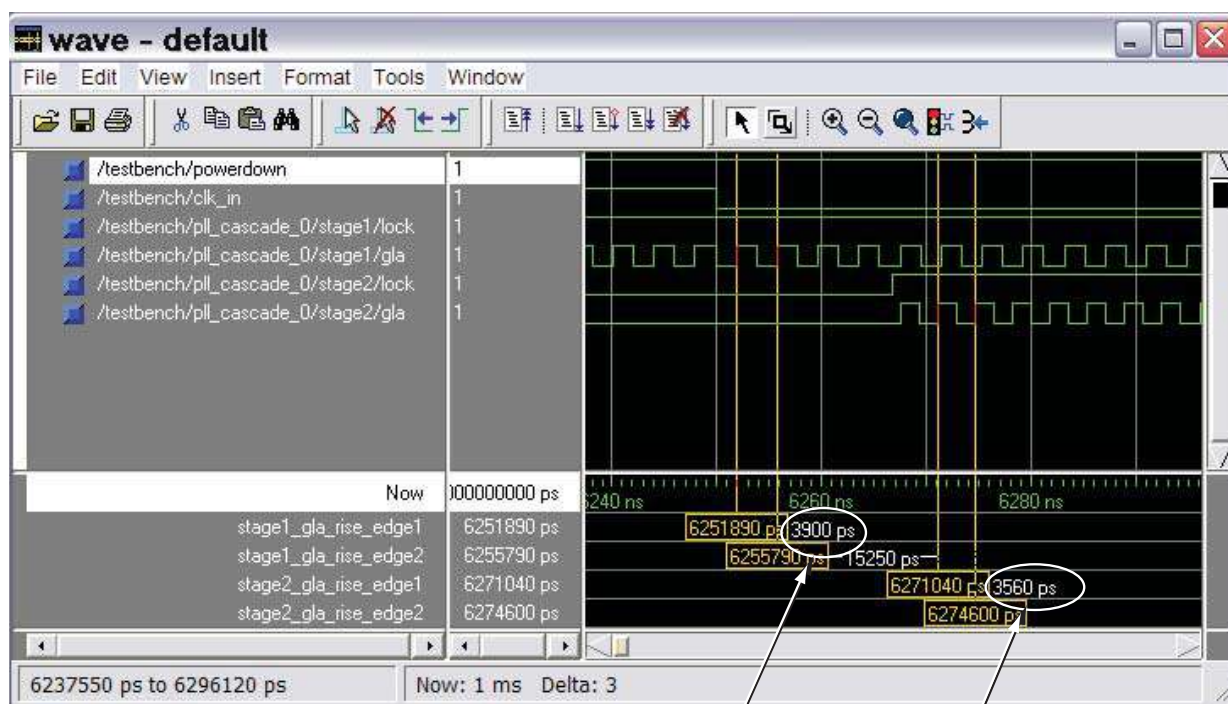 wave - default
File Edit View Insert Format Tools Window
/testbench/powerdown 1
/testbench/clk_in 1
/testbench/pll_cascade_0/stage1/lock 1
/testbench/pll_cascade_0/stage1/gla 1
/testbench/pll_cascade_0/stage2/lock 1
/testbench/pll_cascade_0/stage2/gla 1
Now 000000000 ps 6240 ns 6260 ns 6280 ns
stage1_gla_rise_edge1 6251890 ps 6251890 ps 3900 ps
stage1_gla_rise_edge2 6255790 ps 6255790 ps 15250 ps
stage2_gla_rise_edge1 6271040 ps 6271040 ps 3560 ps
stage2_gla_rise_edge2 6274600 ps 6274600 ps
6237550 ps to 6296120 ps Now: 1 ms Delta: 3